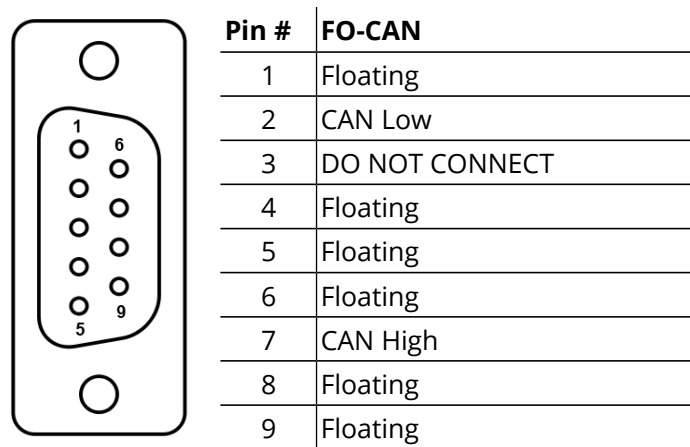 1
6
5
9
Pin # FO-CAN
1 Floating
2 CAN Low
3 DO NOT CONNECT
4 Floating
5 Floating
6 Floating
7 CAN High
8 Floating
9 Floating